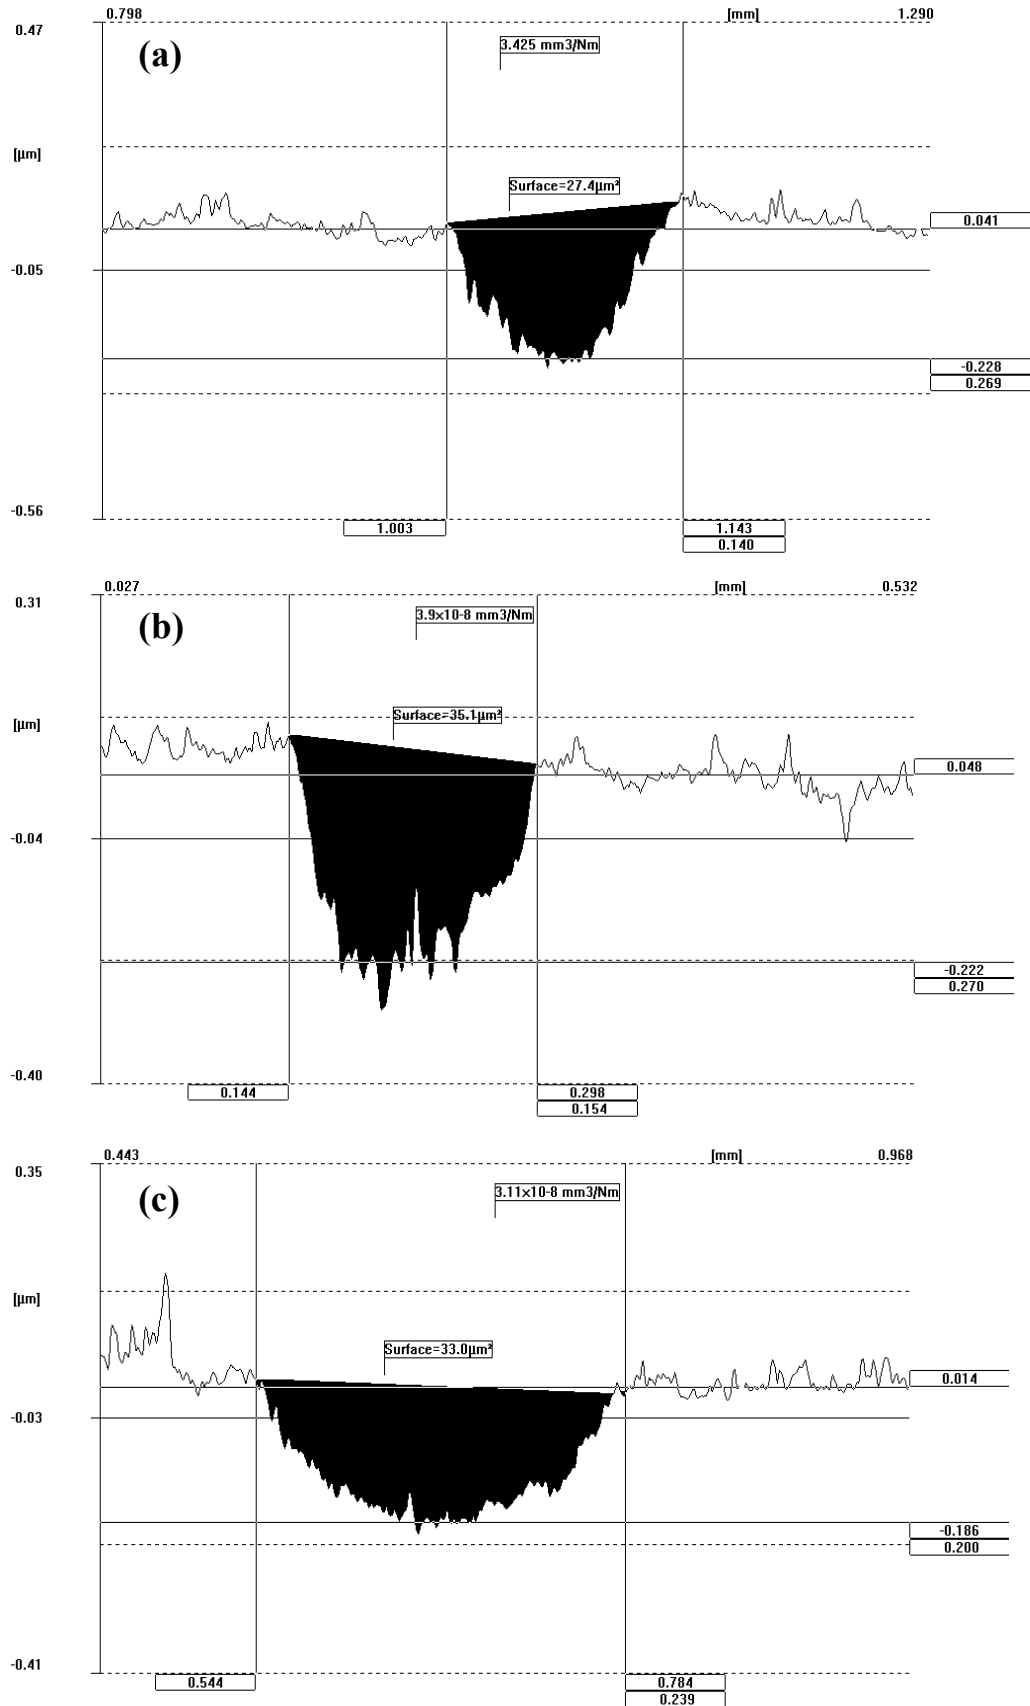 0.798 [mm] 1.290
0.47
(a)
3.425 mm3/Nm
[µm]
Surface=27.4µm²
0.041
-0.05
-0.228
0.269
-0.56
1.003 1.143
0.140
0.027 [mm] 0.532
0.31
(b)
3.9×10-8 mm3/Nm
[µm]
Surface=35.1µm²
0.048
-0.04
-0.222
0.270
-0.40
0.144 0.298
0.154
0.443 [mm] 0.968
0.35
(c)
3.11×10-8 mm3/Nm
[µm]
Surface=33.0µm²
0.014
-0.03
-0.186
0.200
-0.41
0.544 0.784
0.239